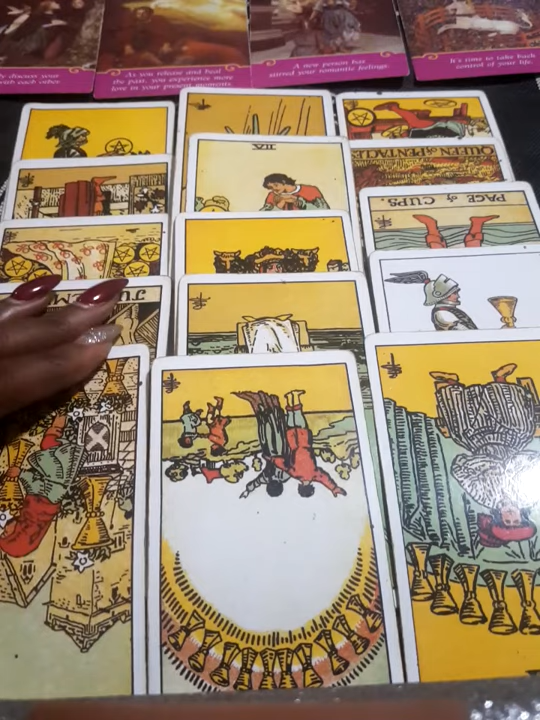 discuss your
with each other.
As you release and heal
the past, you experience more
love in your present moments.
A new person has
stirred your romantic feelings.
It's time to take back
control of your life.
VII
QUEEN of PENTACLES
PAGE of CUPS.
JUDGEM